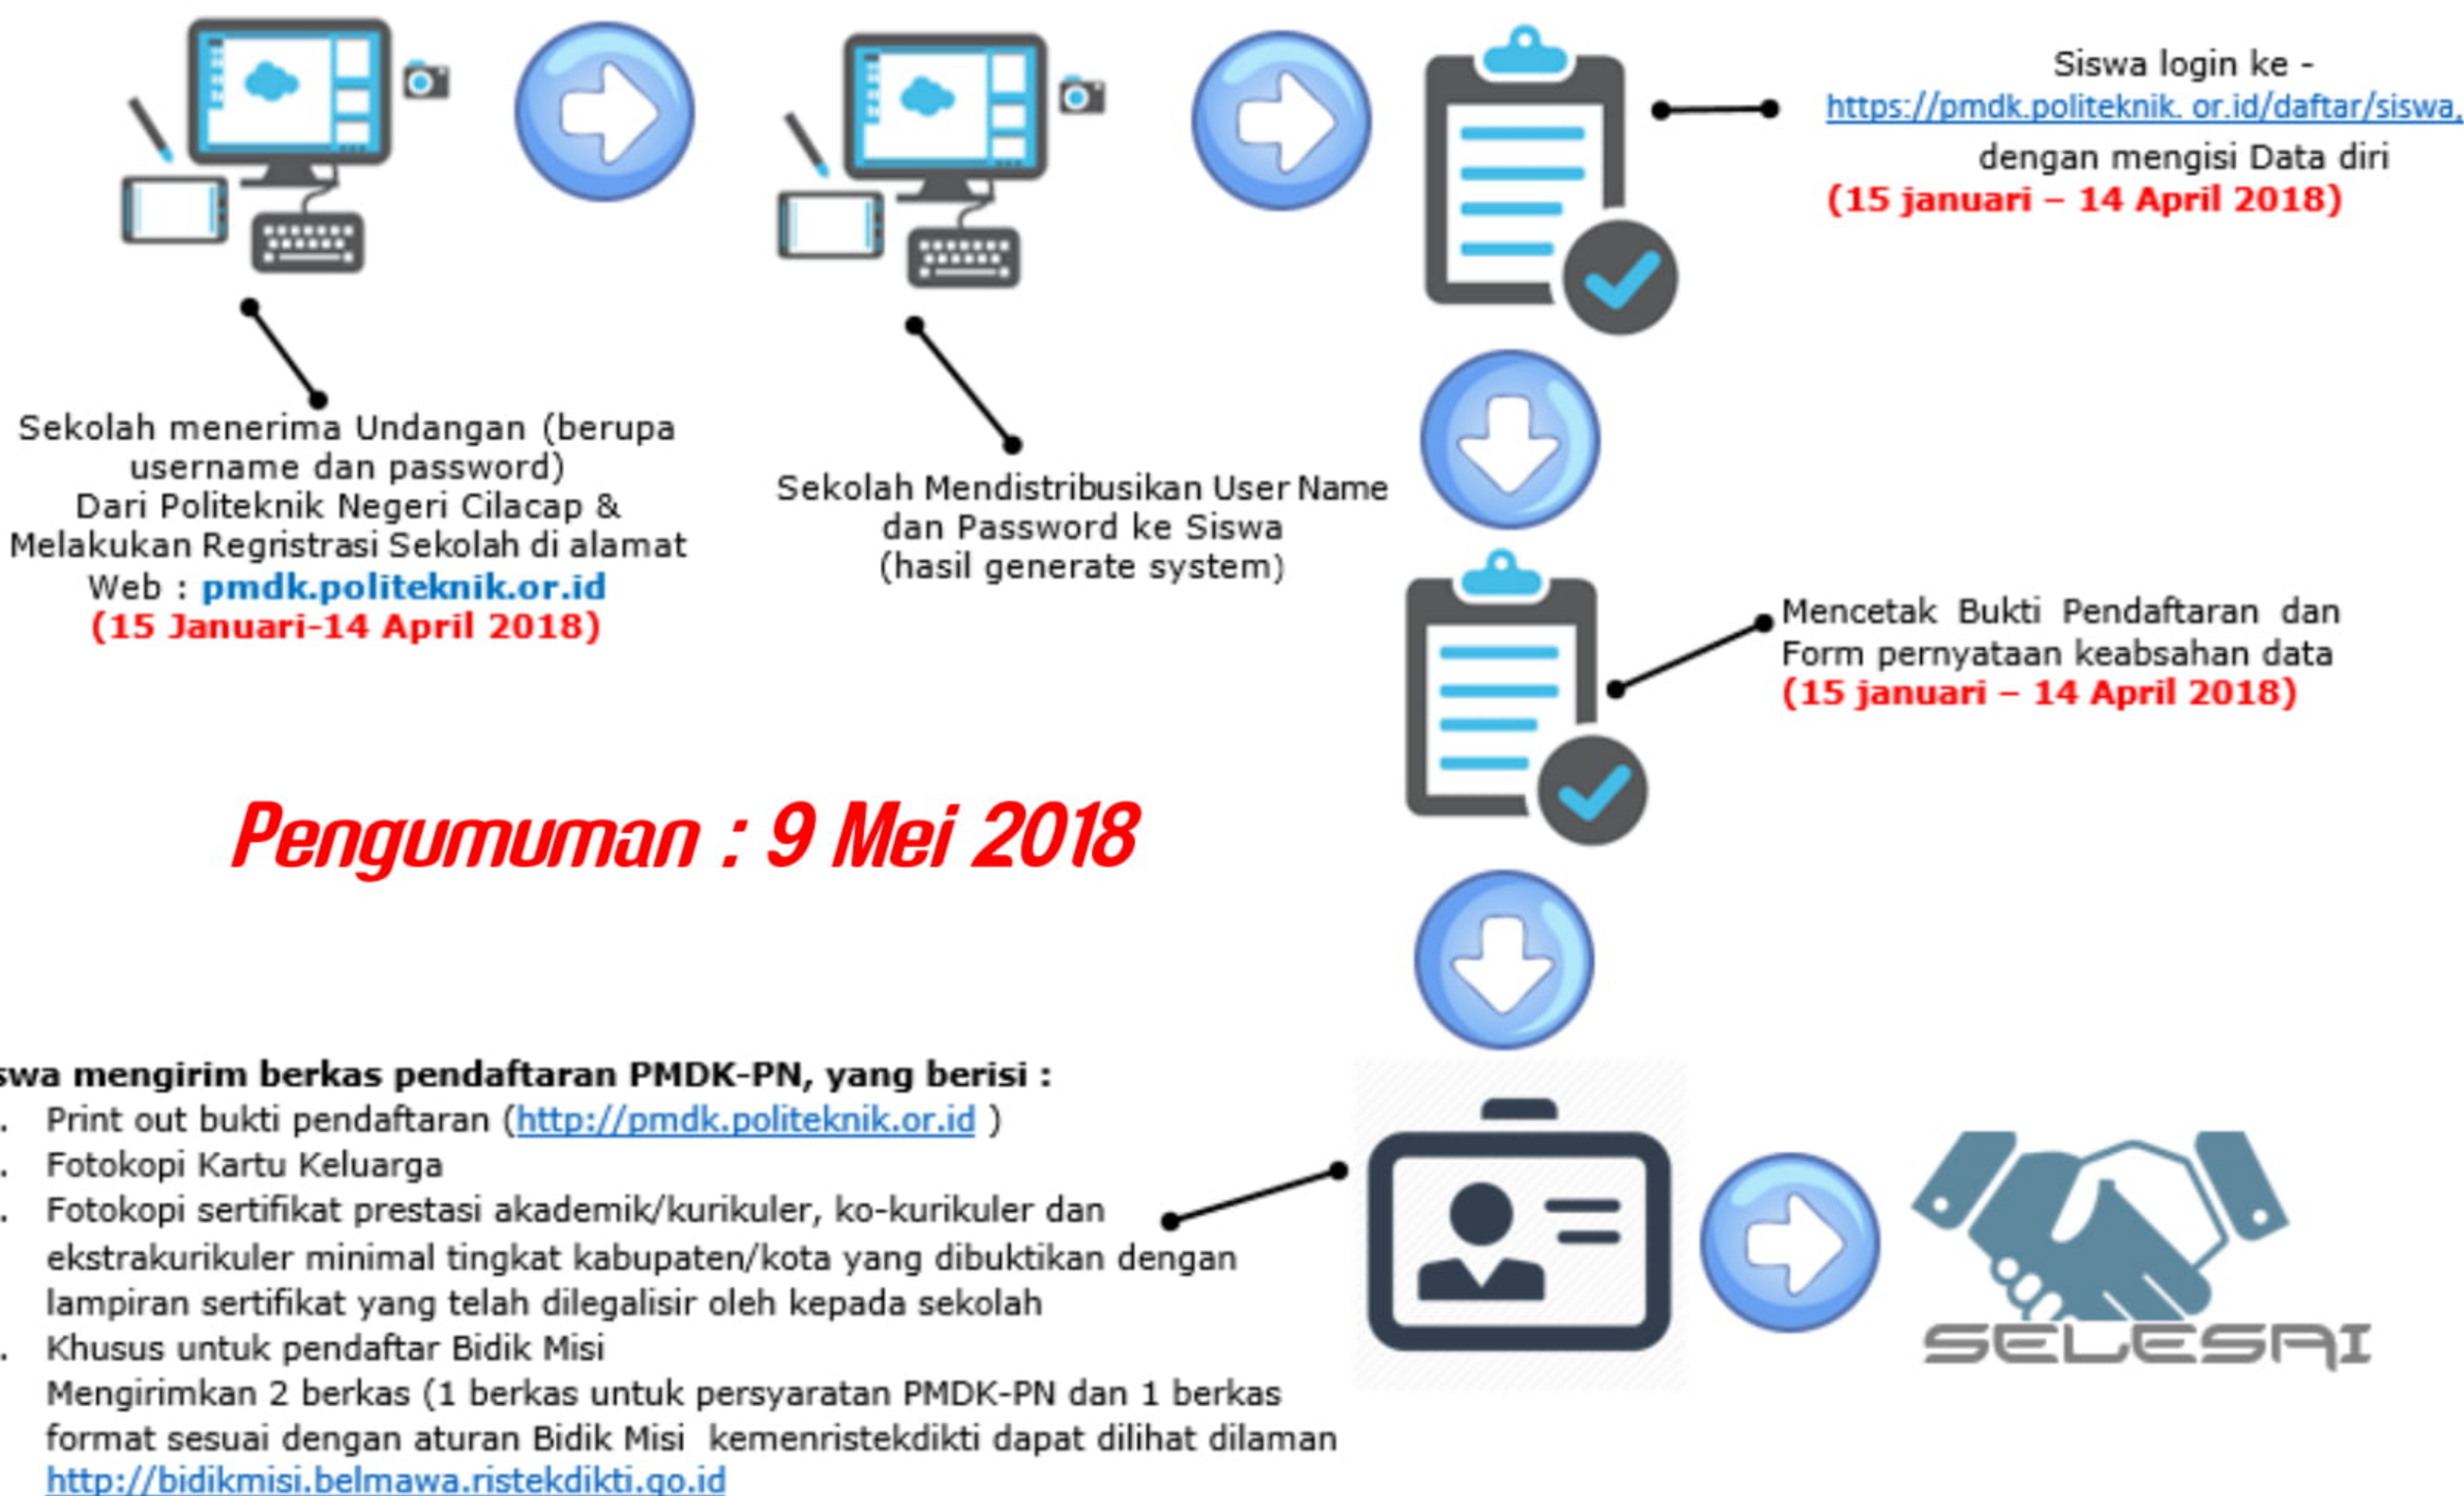 Sekolah menerima Undangan (berupa
username dan password)
Dari Politeknik Negeri Cilacap &
Melakukan Regristrasi Sekolah di alamat
Web : pmdk.politeknik.or.id
(15 Januari-14 April 2018)
Sekolah Mendistribusikan User Name
dan Password ke Siswa
(hasil generate system)
Siswa login ke -
https://pmdk.politeknik. or.id/daftar/siswa,
dengan mengisi Data diri
(15 januari – 14 April 2018)
Mencetak Bukti Pendaftaran dan
Form pernyataan keabsahan data
(15 januari – 14 April 2018)
Pengumuman : 9 Mei 2018
swa mengirim berkas pendaftaran PMDK-PN, yang berisi :
. Print out bukti pendaftaran (http://pmdk.politeknik.or.id )
. Fotokopi Kartu Keluarga
. Fotokopi sertifikat prestasi akademik/kurikuler, ko-kurikuler dan
ekstrakurikuler minimal tingkat kabupaten/kota yang dibuktikan dengan
lampiran sertifikat yang telah dilegalisir oleh kepada sekolah
. Khusus untuk pendaftar Bidik Misi
Mengirimkan 2 berkas (1 berkas untuk persyaratan PMDK-PN dan 1 berkas
format sesuai dengan aturan Bidik Misi kemenristekdikti dapat dilihat dilaman
http://bidikmisi.belmawa.ristekdikti.go.id
SELESAI